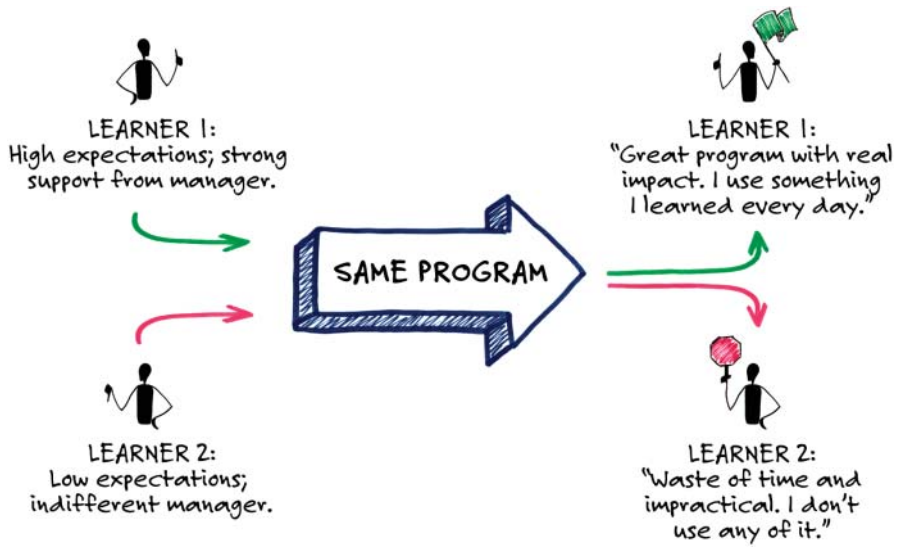 LEARNER 1:
High expectations; strong
support from manager.
LEARNER 1:
"Great program with real
impact. I use something
I learned every day."
SAME PROGRAM
LEARNER 2:
Low expectations;
indifferent manager.
LEARNER 2:
"Waste of time and
impractical. I don't
use any of it."